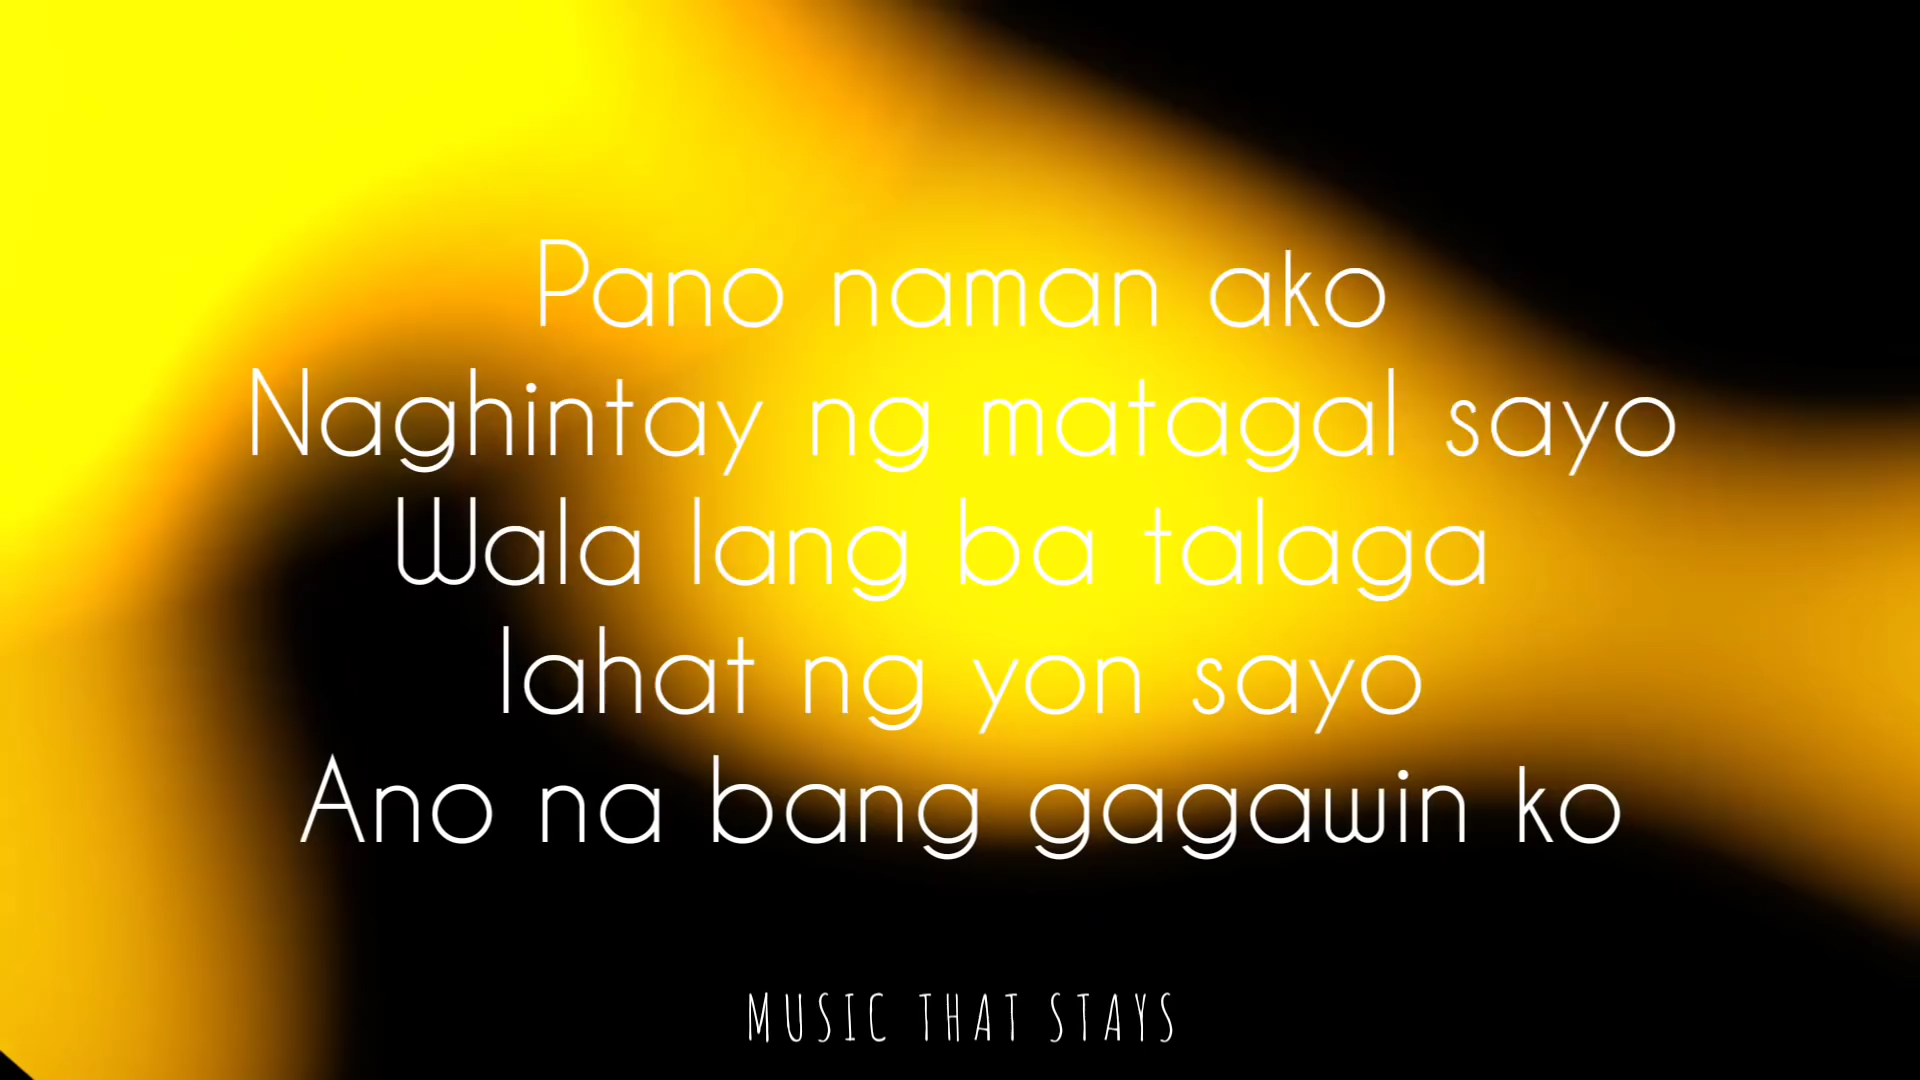 Pano naman ako
Naghintay ng matagal sayo
Wala lang ba talaga
lahat ng yon sayo
Ano na bang gagawin ko
MUSIC THAT STAYS